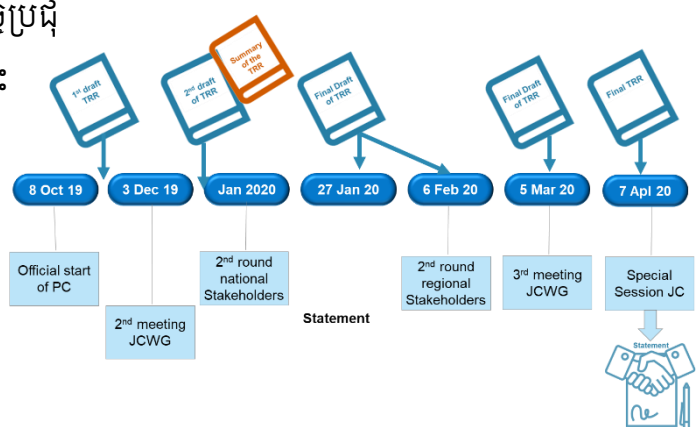 ប្រជុំ
1st draft
TRR
2nd draft
of TRR
Summary
of the
TRR
Final Draft
of TRR
Final Draft
of TRR
Final TRR
8 Oct 19
3 Dec 19
Jan 2020
27 Jan 20
6 Feb 20
5 Mar 20
7 Apl 20
Official start
of PC
2nd meeting
JCWG
2nd round
national
Stakeholders
Statement
2nd round
regional
Stakeholders
3rd meeting
JCWG
Special
Session JC
Statement